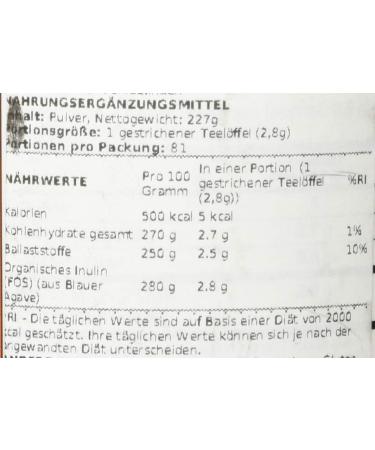 NAHRUNGSERGÄNZUNGSMITTEL
Inhalt: Pulver, Nettogewicht: 227g
Portionsgröße: 1 gestrichener Teelöffel (2,8g)
Portionen pro Packung: 81
NÄHRWERTE Pro 100 Gramm In einer Portion (1 gestrichener Teelöffel (2,8g)) %RI
Kalorien 500 kcal 5 kcal
Kohlenhydrate gesamt 270 g 2.7 g 1%
Ballaststoffe 250 g 2.5 g 10%
Organisches Inulin
(FOS) (aus Blauer 280 g 2.8 g
Agave)
*RI - Die täglichen Werte sind auf Basis einer Diät von 2000
kcal geschätzt. Ihre täglichen Werte können sich je nach der
angewandten Diät unterscheiden.